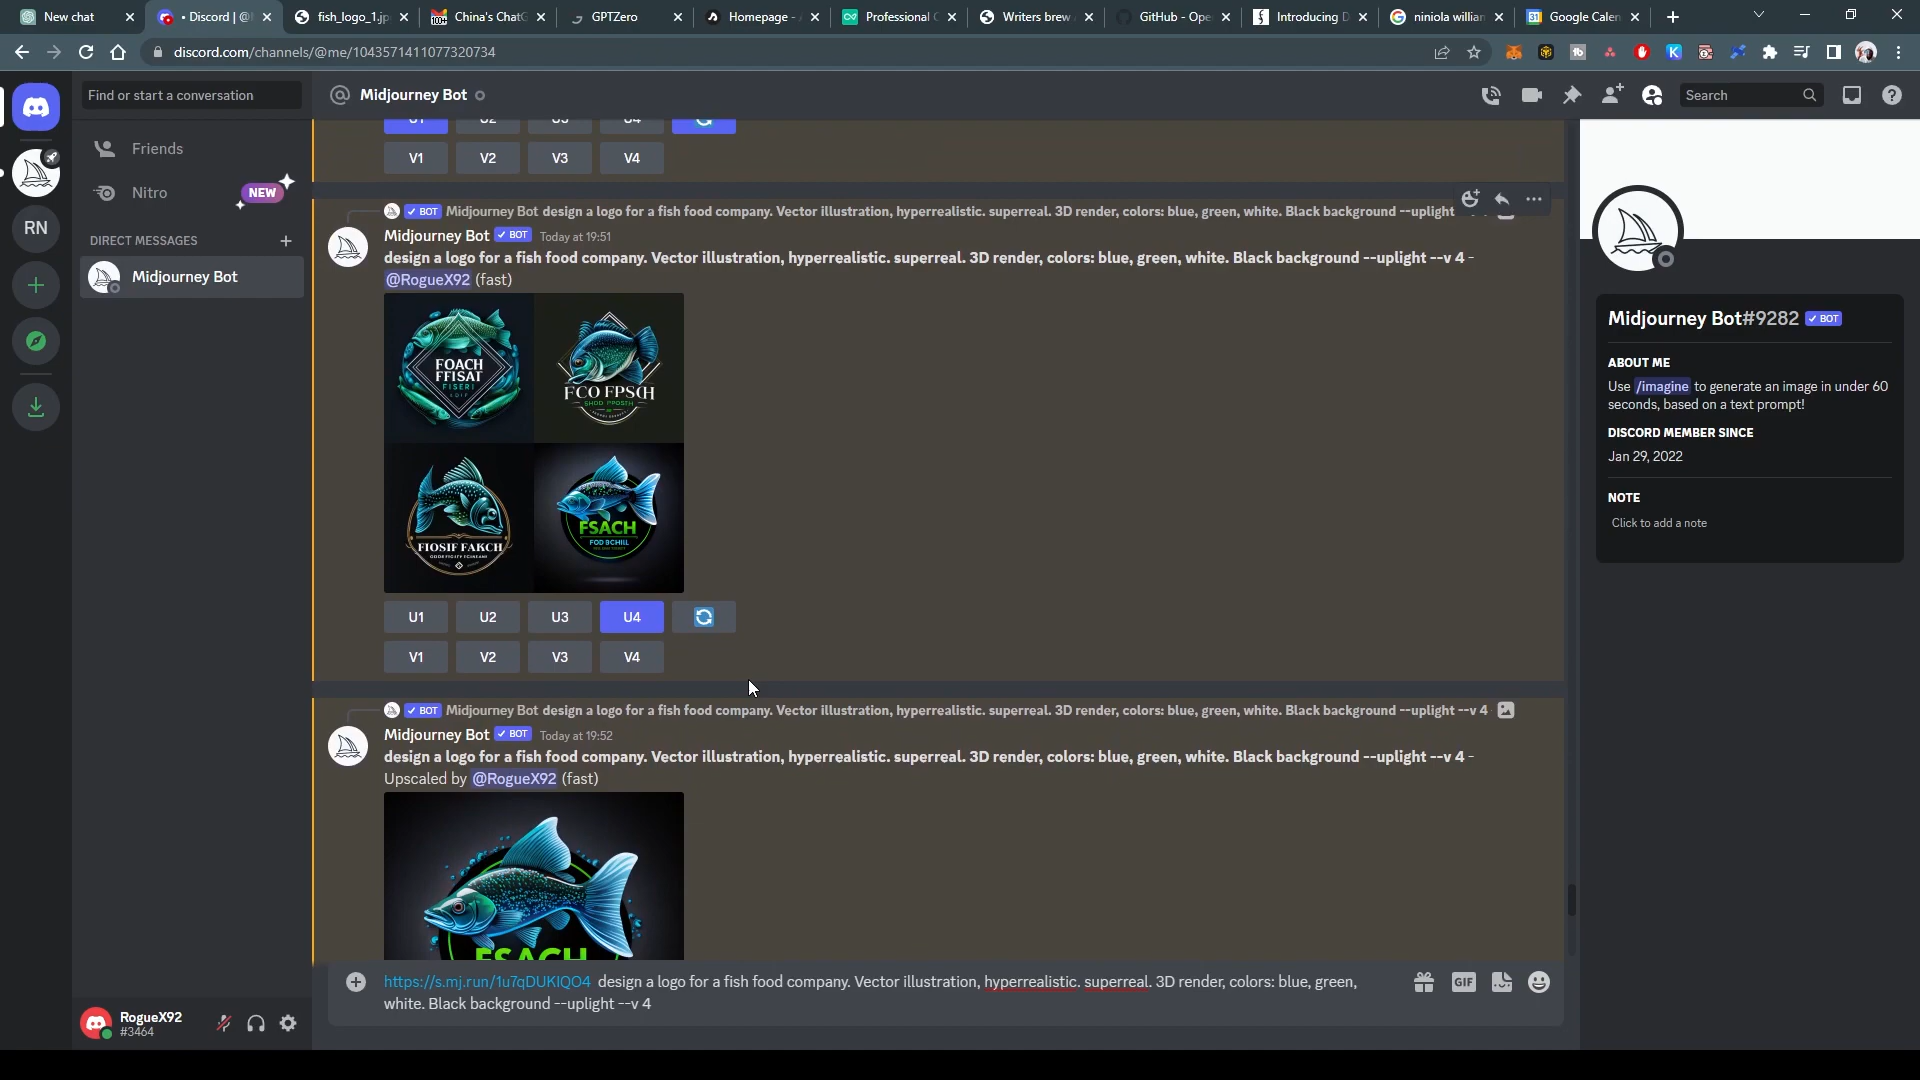 New chat
• Discord | @
fish_logo_1.jp
China's Chat
GPTZero
Homepage -
Professional
Writers brew
GitHub - Ope
Introducing
niniola willian
Google Calen
discord.com/channels/@me/1043571411077320734
Find or start a conversation
Midjourney Bot
Search
Friends
Nitro
NEW
RN
DIRECT MESSAGES
Midjourney Bot
U1 U2 U3 U4
V1 V2 V3 V4
BOT Midjourney Bot design a logo for a fish food company. Vector illustration, hyperrealistic. superreal. 3D render, colors: blue, green, white. Black background --uplight
Midjourney Bot BOT Today at 19:51
design a logo for a fish food company. Vector illustration, hyperrealistic. superreal. 3D render, colors: blue, green, white. Black background --uplight --v 4 -
@RogueX92 (fast)
FOACH
FFISAT
FISERI
FCO FPSCH
FIOSIF FAKCH
FSACH
FOD BCHILL
U1 U2 U3 U4
V1 V2 V3 V4
BOT Midjourney Bot design a logo for a fish food company. Vector illustration, hyperrealistic. superreal. 3D render, colors: blue, green, white. Black background --uplight --v 4
Midjourney Bot BOT Today at 19:52
design a logo for a fish food company. Vector illustration, hyperrealistic. superreal. 3D render, colors: blue, green, white. Black background --uplight --v 4 -
Upscaled by @RogueX92 (fast)
FSACH
https://s.mj.run/1u7qDUKIQO4 design a logo for a fish food company. Vector illustration, hyperrealistic. superreal. 3D render, colors: blue, green,
white. Black background --uplight --v 4
GIF
RogueX92
#3464
Midjourney Bot#9282 BOT
ABOUT ME
Use /imagine to generate an image in under 60
seconds, based on a text prompt!
DISCORD MEMBER SINCE
Jan 29, 2022
NOTE
Click to add a note